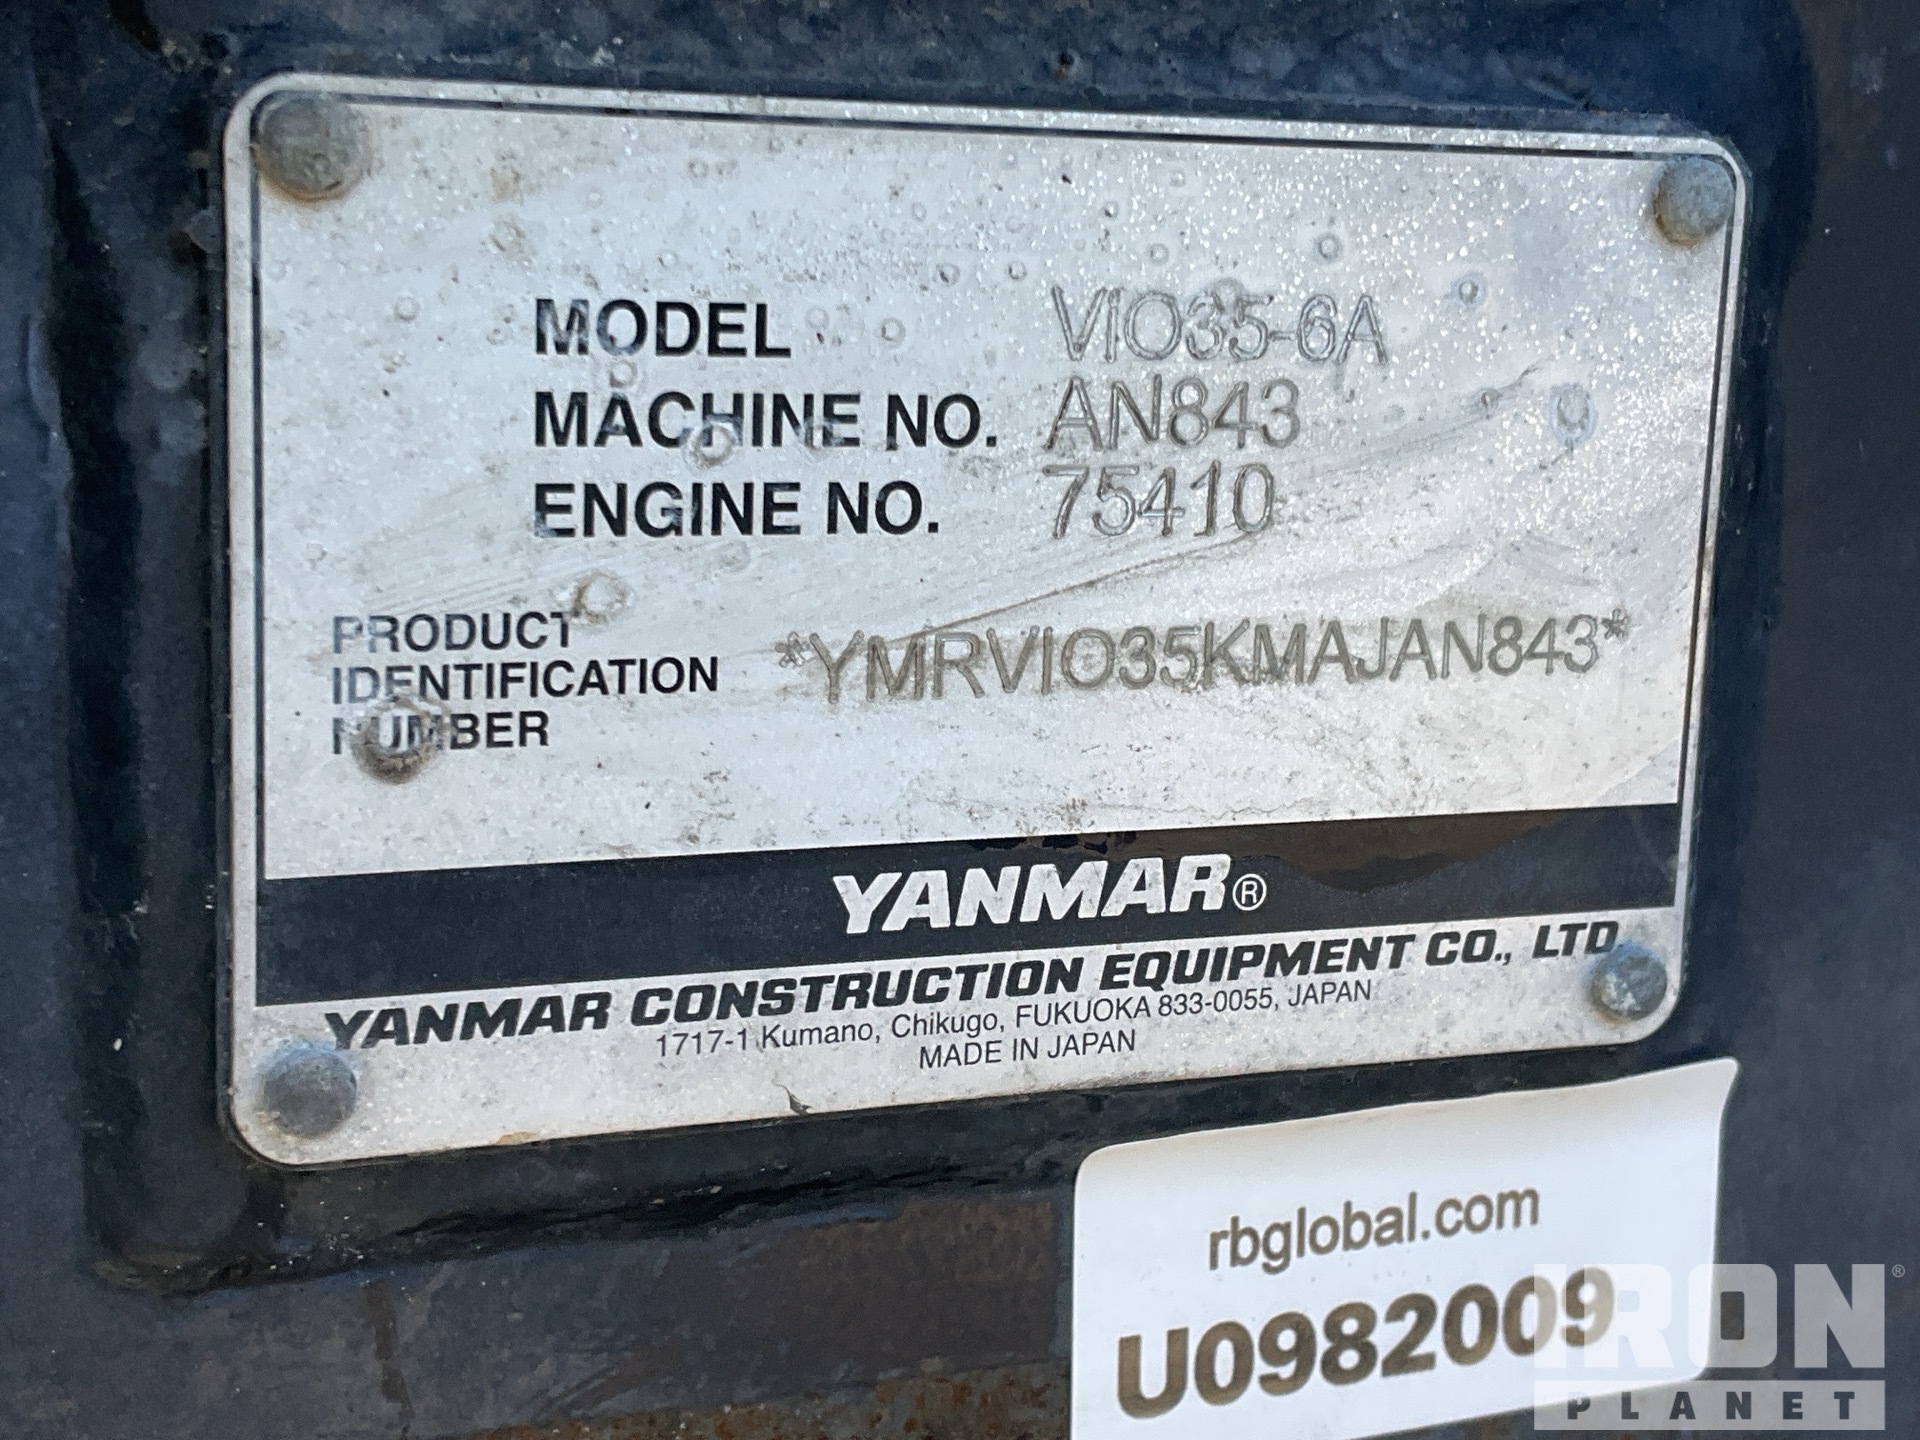 MODEL ViO35-6A
MACHINE NO. AN843
ENGINE NO. 75410
PRODUCT
IDENTIFICATION
NUMBER
*YMRVIO35KMAJAN843*
YANMAR®
YANMAR CONSTRUCTION EQUIPMENT CO., LTD.
1717-1 Kumano, Chikugo, FUKUOKA 833-0055, JAPAN
MADE IN JAPAN
rbglobal.com
U0982009
IRON®
PLANET